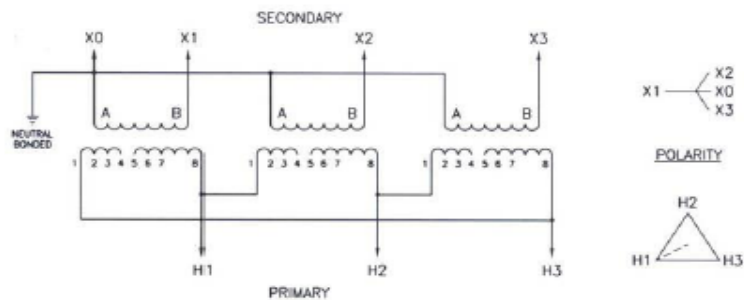 SECONDARY
X0 X1 X2 X3
A B A B A B
NEUTRAL
BONDED
1 2 3 4 5 6 7 8 1 2 3 4 5 6 7 8 1 2 3 4 5 6 7 8
H1 H2 H3
PRIMARY
X2
X1 X0
X3
POLARITY
H2
H1 H3